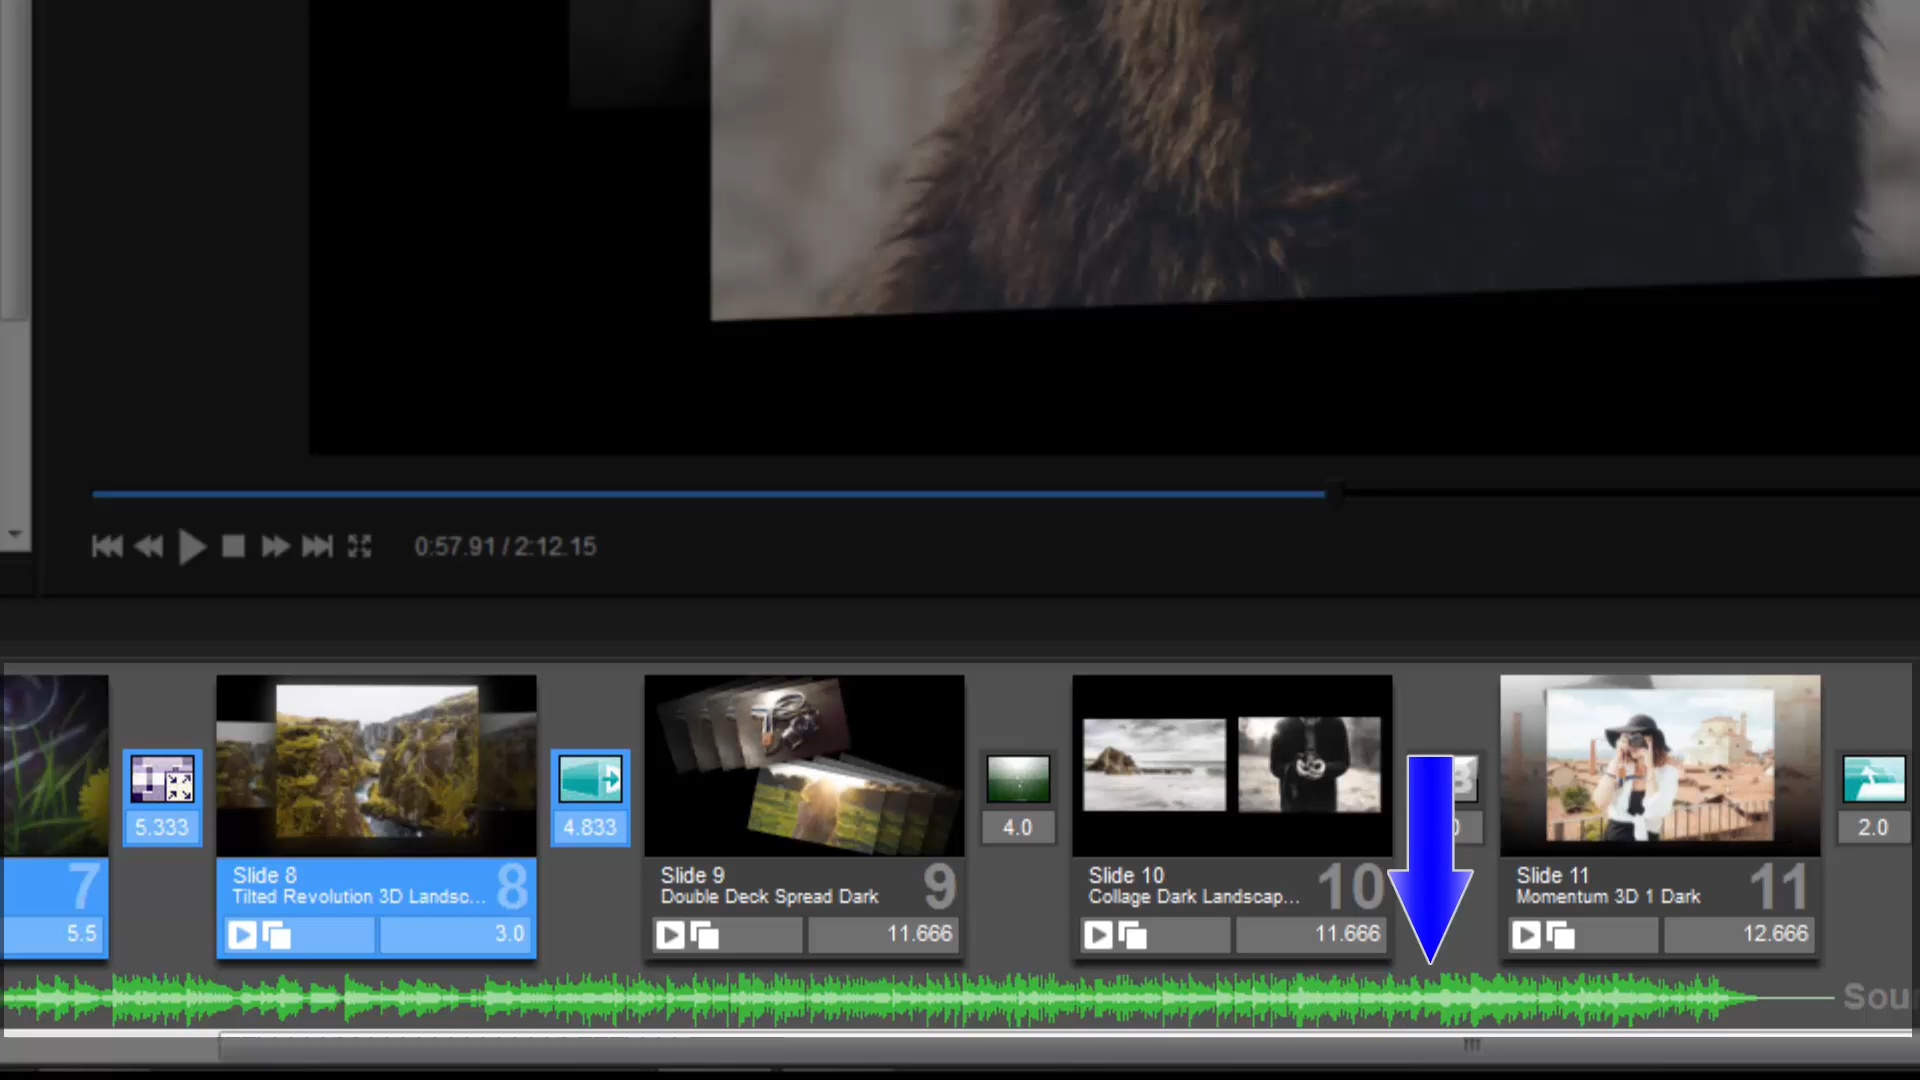 0:57.91 / 2:12.15
5.333
4.833
4.0
2.0
7
5.5
Slide 8
Tilted Revolution 3D Landsc...
8
3.0
Slide 9
Double Deck Spread Dark
9
11.666
Slide 10
Collage Dark Landscap...
10
11.666
Slide 11
Momentum 3D 1 Dark
11
12.666
Sou